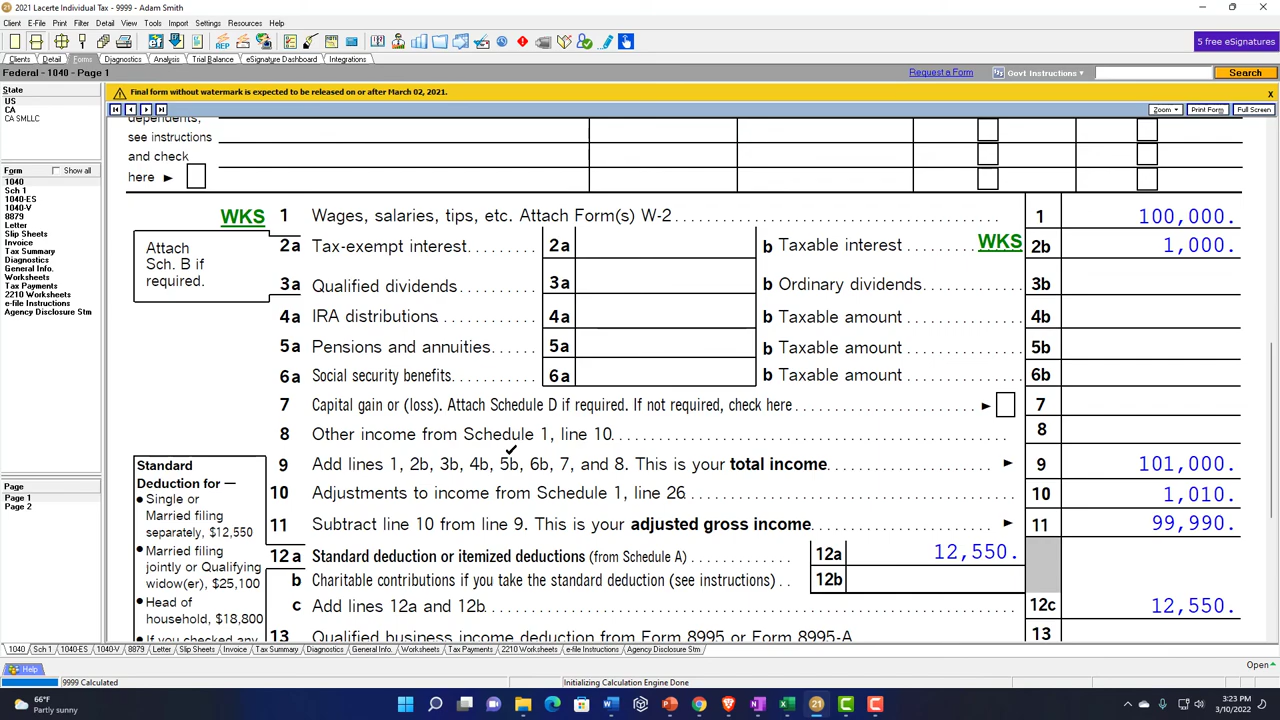 2021 Lacerte Individual Tax - 9999 - Adam Smith
Client E-File Print Filter Detail View Tools Import Settings Resources Help
REP
5 free eSignatures
Clients Detail Forms Diagnostics Analysis Trial Balance eSignature Dashboard Integrations
Federal - 1040 - Page 1
Request a Form
Govt Instructions
Search
State
US
CA
CA SMLLC
Final form without watermark is expected to be released on or after March 02, 2021.
X
Zoom
Print Form
Full Screen
Form
Show all
1040
Sch 1
1040-ES
1040-V
8879
Letter
Slip Sheets
Invoice
Tax Summary
Diagnostics
General Info.
Worksheets
Tax Payments
2210 Worksheets
e-file Instructions
Agency Disclosure Stm
Page
Page 1
Page 2
dependents,
see instructions
and check
here ►
WKS 1 Wages, salaries, tips, etc. Attach Form(s) W-2 1 100,000.
Attach
Sch. B if
required.
2a Tax-exempt interest 2a b Taxable interest WKS 2b 1,000.
3a Qualified dividends 3a b Ordinary dividends 3b
4a IRA distributions 4a b Taxable amount 4b
5a Pensions and annuities 5a b Taxable amount 5b
6a Social security benefits 6a b Taxable amount 6b
7 Capital gain or (loss). Attach Schedule D if required. If not required, check here ► 7
8 Other income from Schedule 1, line 10 8
9 Add lines 1, 2b, 3b, 4b, 5b, 6b, 7, and 8. This is your total income ► 9 101,000.
10 Adjustments to income from Schedule 1, line 26 10 1,010.
11 Subtract line 10 from line 9. This is your adjusted gross income ► 11 99,990.
12a Standard deduction or itemized deductions (from Schedule A) 12a 12,550.
b Charitable contributions if you take the standard deduction (see instructions) 12b
c Add lines 12a and 12b 12c 12,550.
13 Qualified business income deduction from Form 8995 or Form 8995-A 13
Standard
Deduction for —
● Single or
Married filing
separately, $12,550
● Married filing
jointly or Qualifying
widow(er), $25,100
● Head of
household, $18,800
● If you checked any
1040 Sch 1 1040-ES 1040-V 8879 Letter Slip Sheets Invoice Tax Summary Diagnostics General Info. Worksheets Tax Payments 2210 Worksheets e-file Instructions Agency Disclosure Stm
Help
Open
9999 Calculated
Initializing Calculation Engine Done
66°F
Partly sunny
21
3:23 PM
3/10/2022